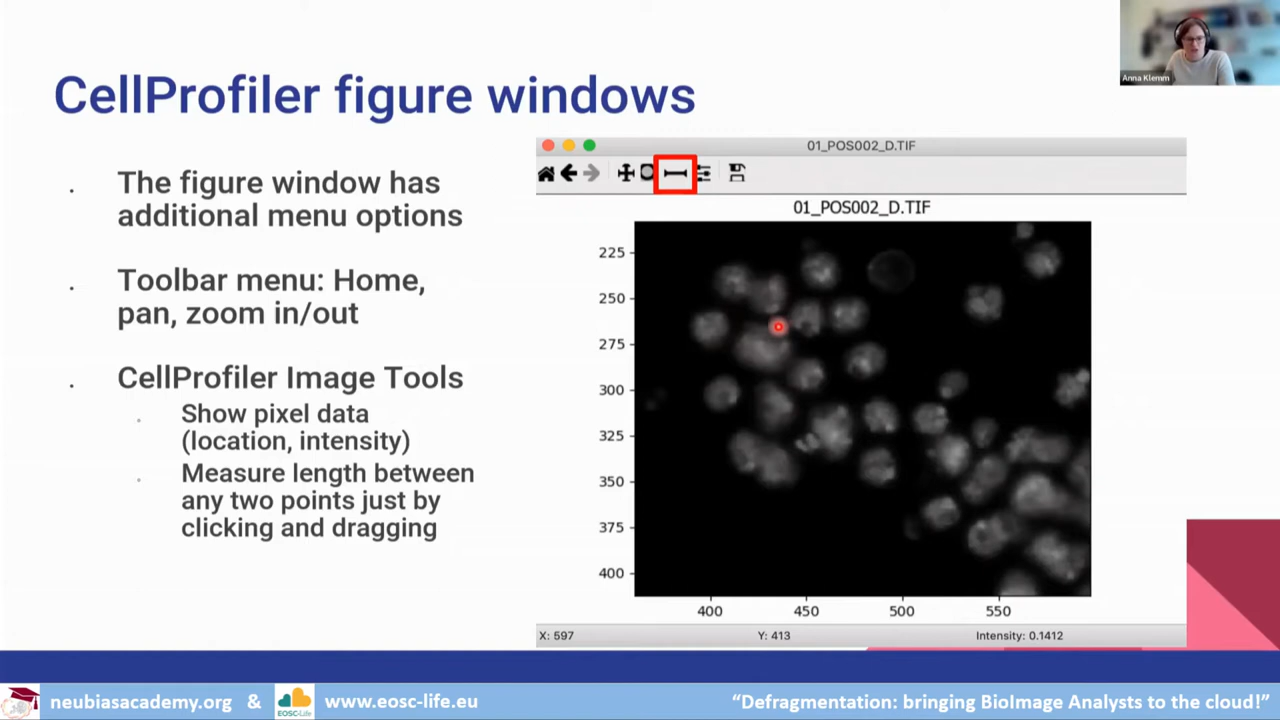 Anna Klemm
CellProfiler figure windows
. The figure window has
additional menu options
. Toolbar menu: Home,
pan, zoom in/out
. CellProfiler Image Tools
. Show pixel data
(location, intensity)
. Measure length between
any two points just by
clicking and dragging
01_POS002_D.TIF
01_POS002_D.TIF
225
250
275
300
325
350
375
400
400 450 500 550
X: 597 Y: 413 Intensity: 0.1412
neubiasacademy.org & EOSC-Life www.eosc-life.eu “Defragmentation: bringing BioImage Analysts to the cloud!”